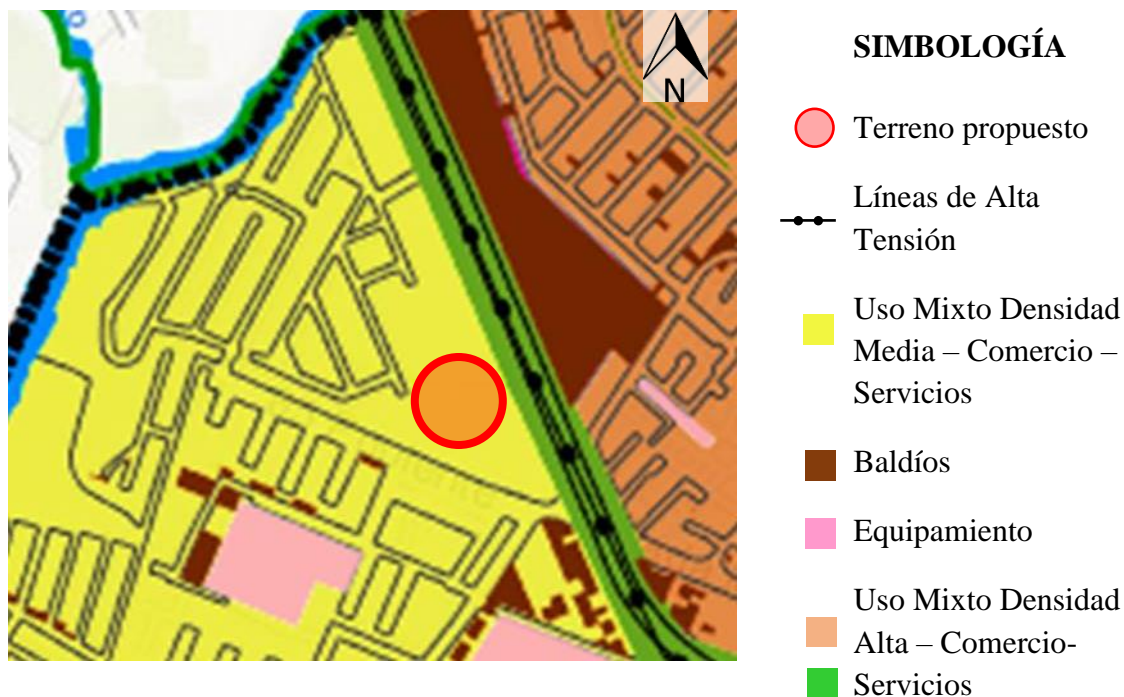 N
SIMBOLOGÍA
Terreno propuesto
Líneas de Alta
Tensión
Uso Mixto Densidad
Media – Comercio –
Servicios
Baldíos
Equipamiento
Uso Mixto Densidad
Alta – Comercio-
Servicios